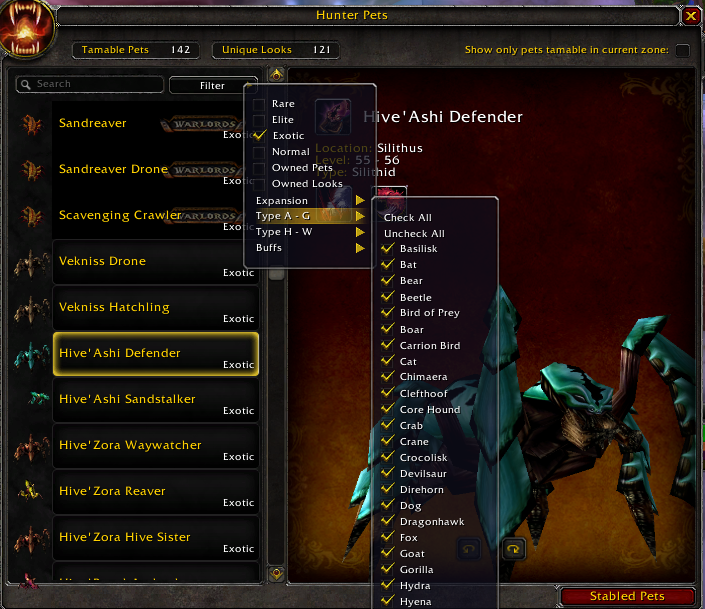 Hunter Pets
Tamable Pets 142
Unique Looks 121
Show only pets tamable in current zone:
Search
Filter
Sandreaver
WARLORDS
Exotic
Sandreaver Drone
WARLORDS
Exotic
Scavenging Crawler
WARLORDS
Exotic
Vekniss Drone
Exotic
Vekniss Hatchling
Exotic
Hive'Ashi Defender
Exotic
Hive'Ashi Sandstalker
Exotic
Hive'Zora Waywatcher
Exotic
Hive'Zora Reaver
Exotic
Hive'Zora Hive Sister
Exotic
Rare
Elite
Exotic
Normal
Owned Pets
Owned Looks
Expansion
Type A - G
Type H - W
Buffs
Hive'Ashi Defender
Location: Silithus
Level: 55 - 56
Type: Silithid
Check All
Uncheck All
Basilisk
Bat
Bear
Beetle
Bird of Prey
Boar
Carrion Bird
Cat
Chimaera
Clefthoof
Core Hound
Crab
Crane
Crocolisk
Devilsaur
Direhorn
Dog
Dragonhawk
Fox
Goat
Gorilla
Hydra
Hyena
Stabled Pets